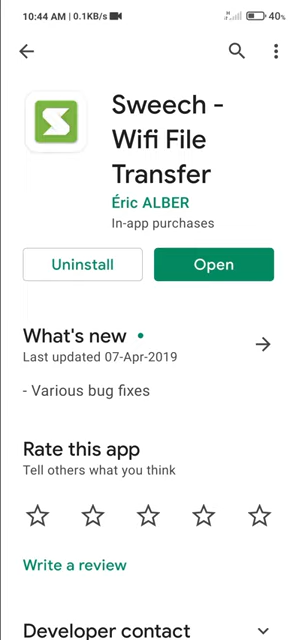 10:44 AM | 0.1KB/s
40%
Sweech -
Wifi File
Transfer
Éric ALBER
In-app purchases
Uninstall
Open
What's new •
Last updated 07-Apr-2019
- Various bug fixes
Rate this app
Tell others what you think
Write a review
Developer contact